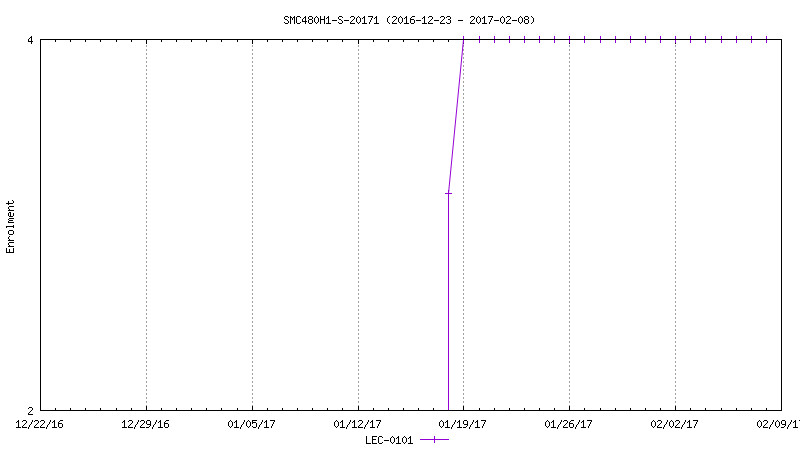 SMC480H1-S-20171 (2016-12-23 - 2017-02-08)
4
Enrolment
2
12/22/16 12/29/16 01/05/17 01/12/17 01/19/17 01/26/17 02/02/17 02/09/1
LEC-0101